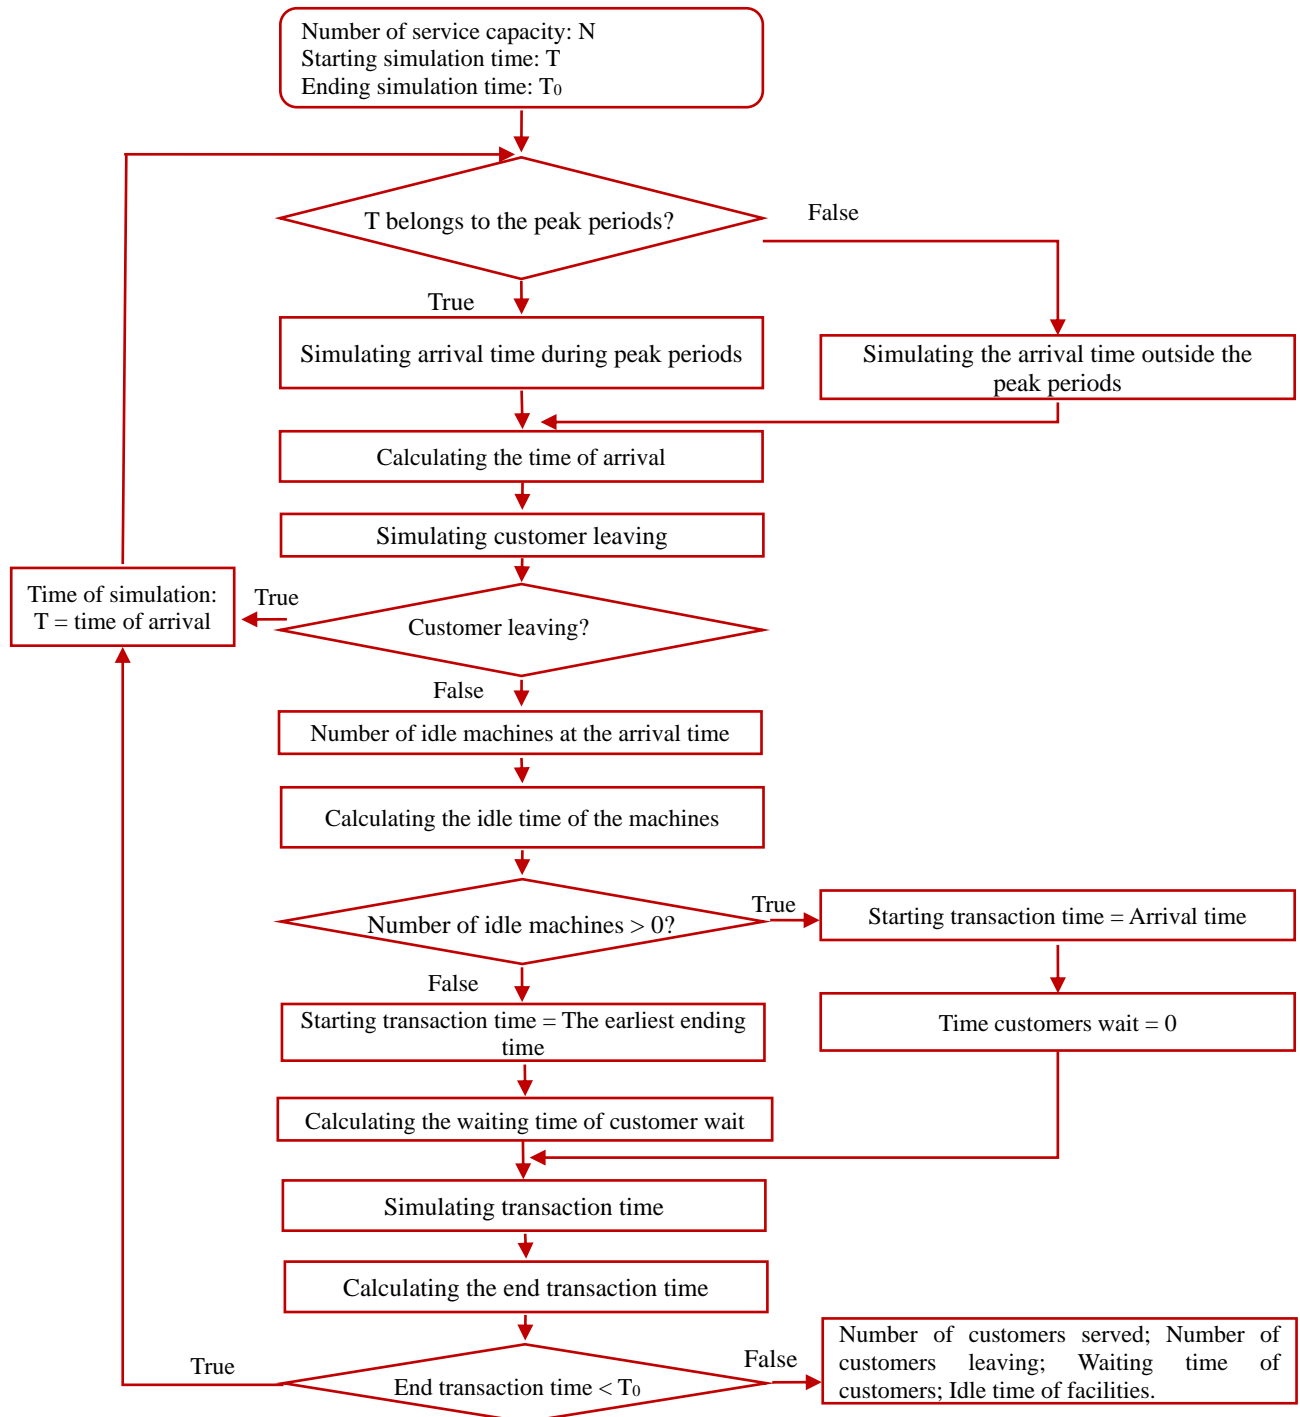 Number of service capacity: N
Starting simulation time: T
Ending simulation time: T₀
T belongs to the peak periods?
False
True
Simulating arrival time during peak periods
Simulating the arrival time outside the
peak periods
Calculating the time of arrival
Simulating customer leaving
Time of simulation:
T = time of arrival
True
Customer leaving?
False
Number of idle machines at the arrival time
Calculating the idle time of the machines
Number of idle machines > 0?
True
Starting transaction time = Arrival time
False
Starting transaction time = The earliest ending
time
Time customers wait = 0
Calculating the waiting time of customer wait
Simulating transaction time
Calculating the end transaction time
True
End transaction time < T₀
False
Number of customers served; Number of
customers leaving; Waiting time of
customers; Idle time of facilities.